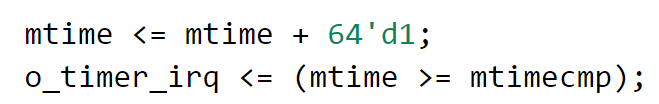 mtime <= mtime + 64'd1;
o_timer_irq <= (mtime >= mtimecmp);